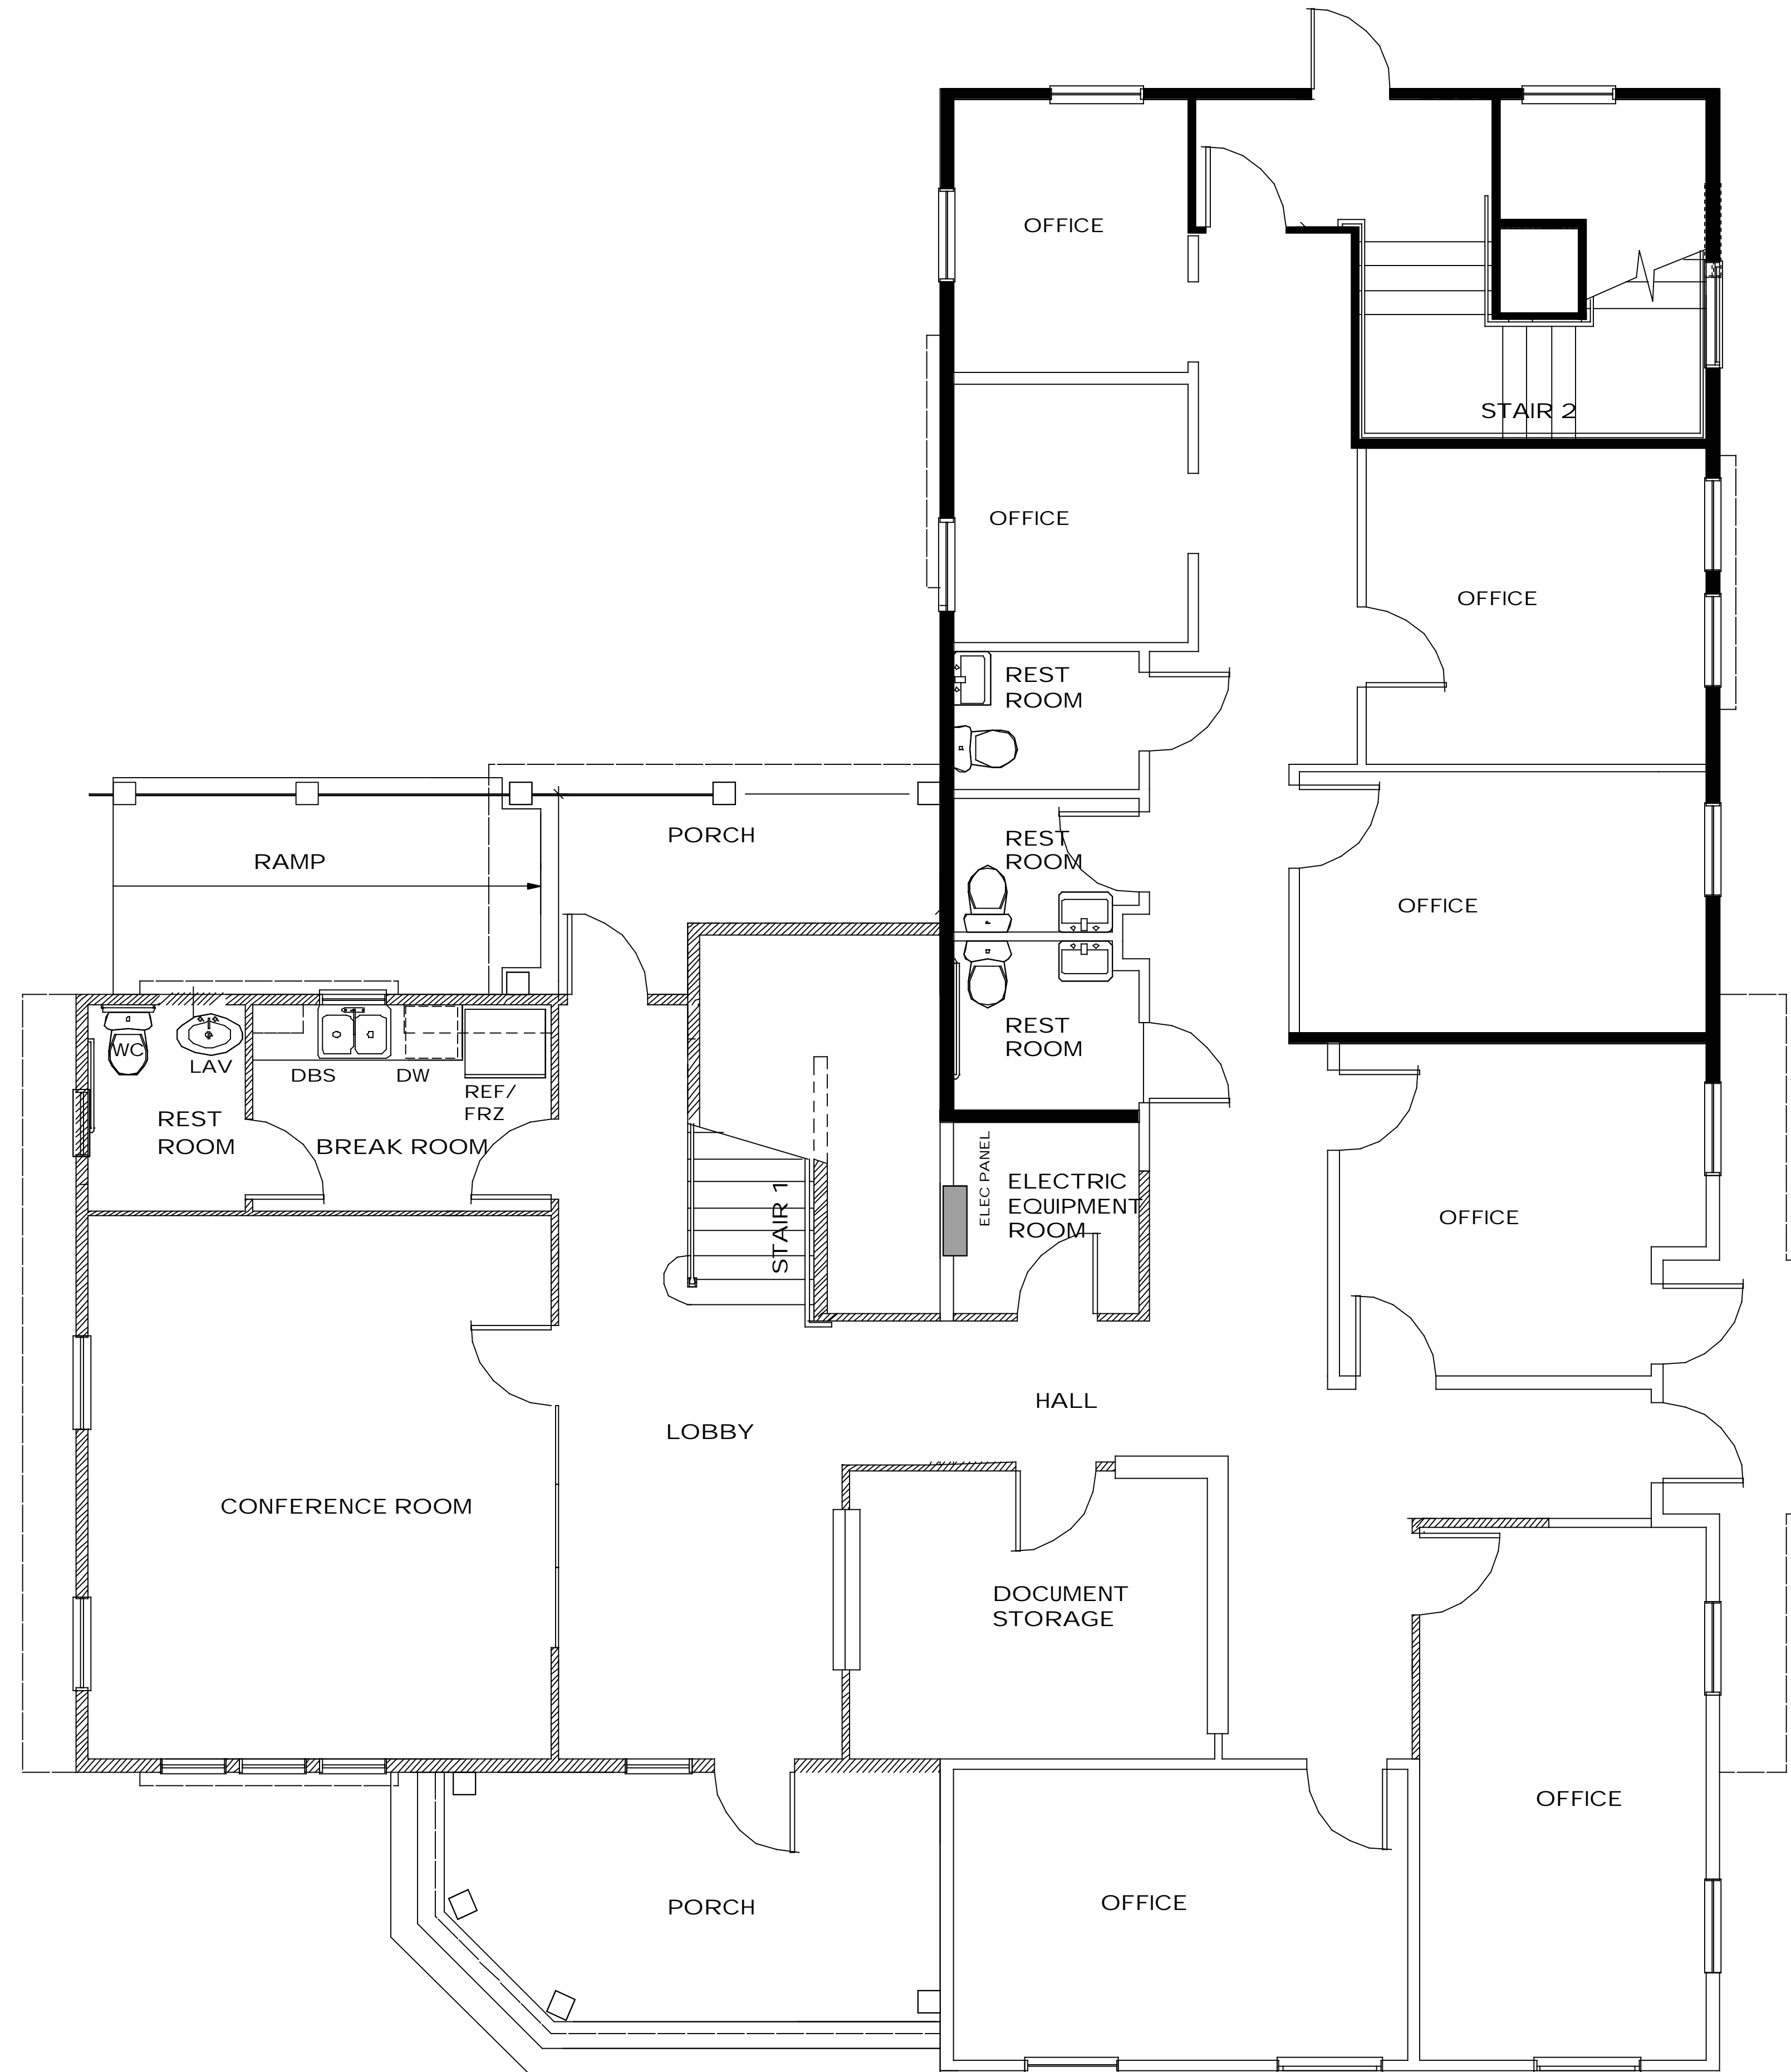 OFFICE
STAIR 2
OFFICE
OFFICE
REST
ROOM
PORCH
REST
ROOM
RAMP
OFFICE
REST
ROOM
WC
LAV
DBS
DW
REF/
FRZ
REST
ROOM
BREAK ROOM
STAIR 1
ELEC PANEL
ELECTRIC
EQUIPMENT
ROOM
OFFICE
HALL
LOBBY
CONFERENCE ROOM
DOCUMENT
STORAGE
OFFICE
PORCH
OFFICE